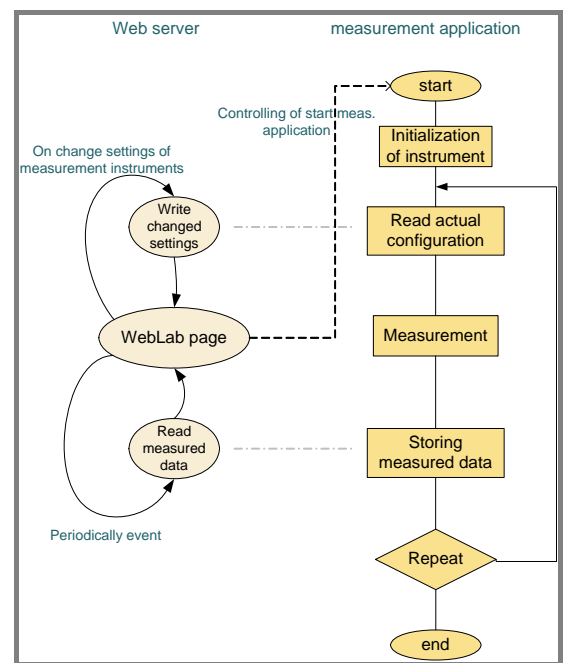 Web server
measurement application
start
Controlling of start meas.
application
Initialization
of instrument
On change settings of
measurement instruments
Write
changed
settings
Read actual
configuration
WebLab page
Measurement
Read
measured
data
Storing
measured data
Periodically event
Repeat
end